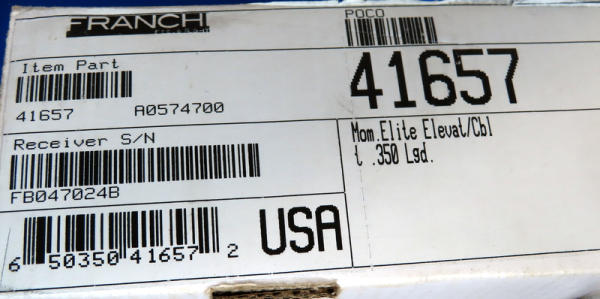 FRANCHI
POCO
Item Part
41657 A0574700
41657
Receiver S/N
FB047024B
Mom.Elite Elevat/Cbl
t .350 Lgd.
6 50350 41657 2
USA